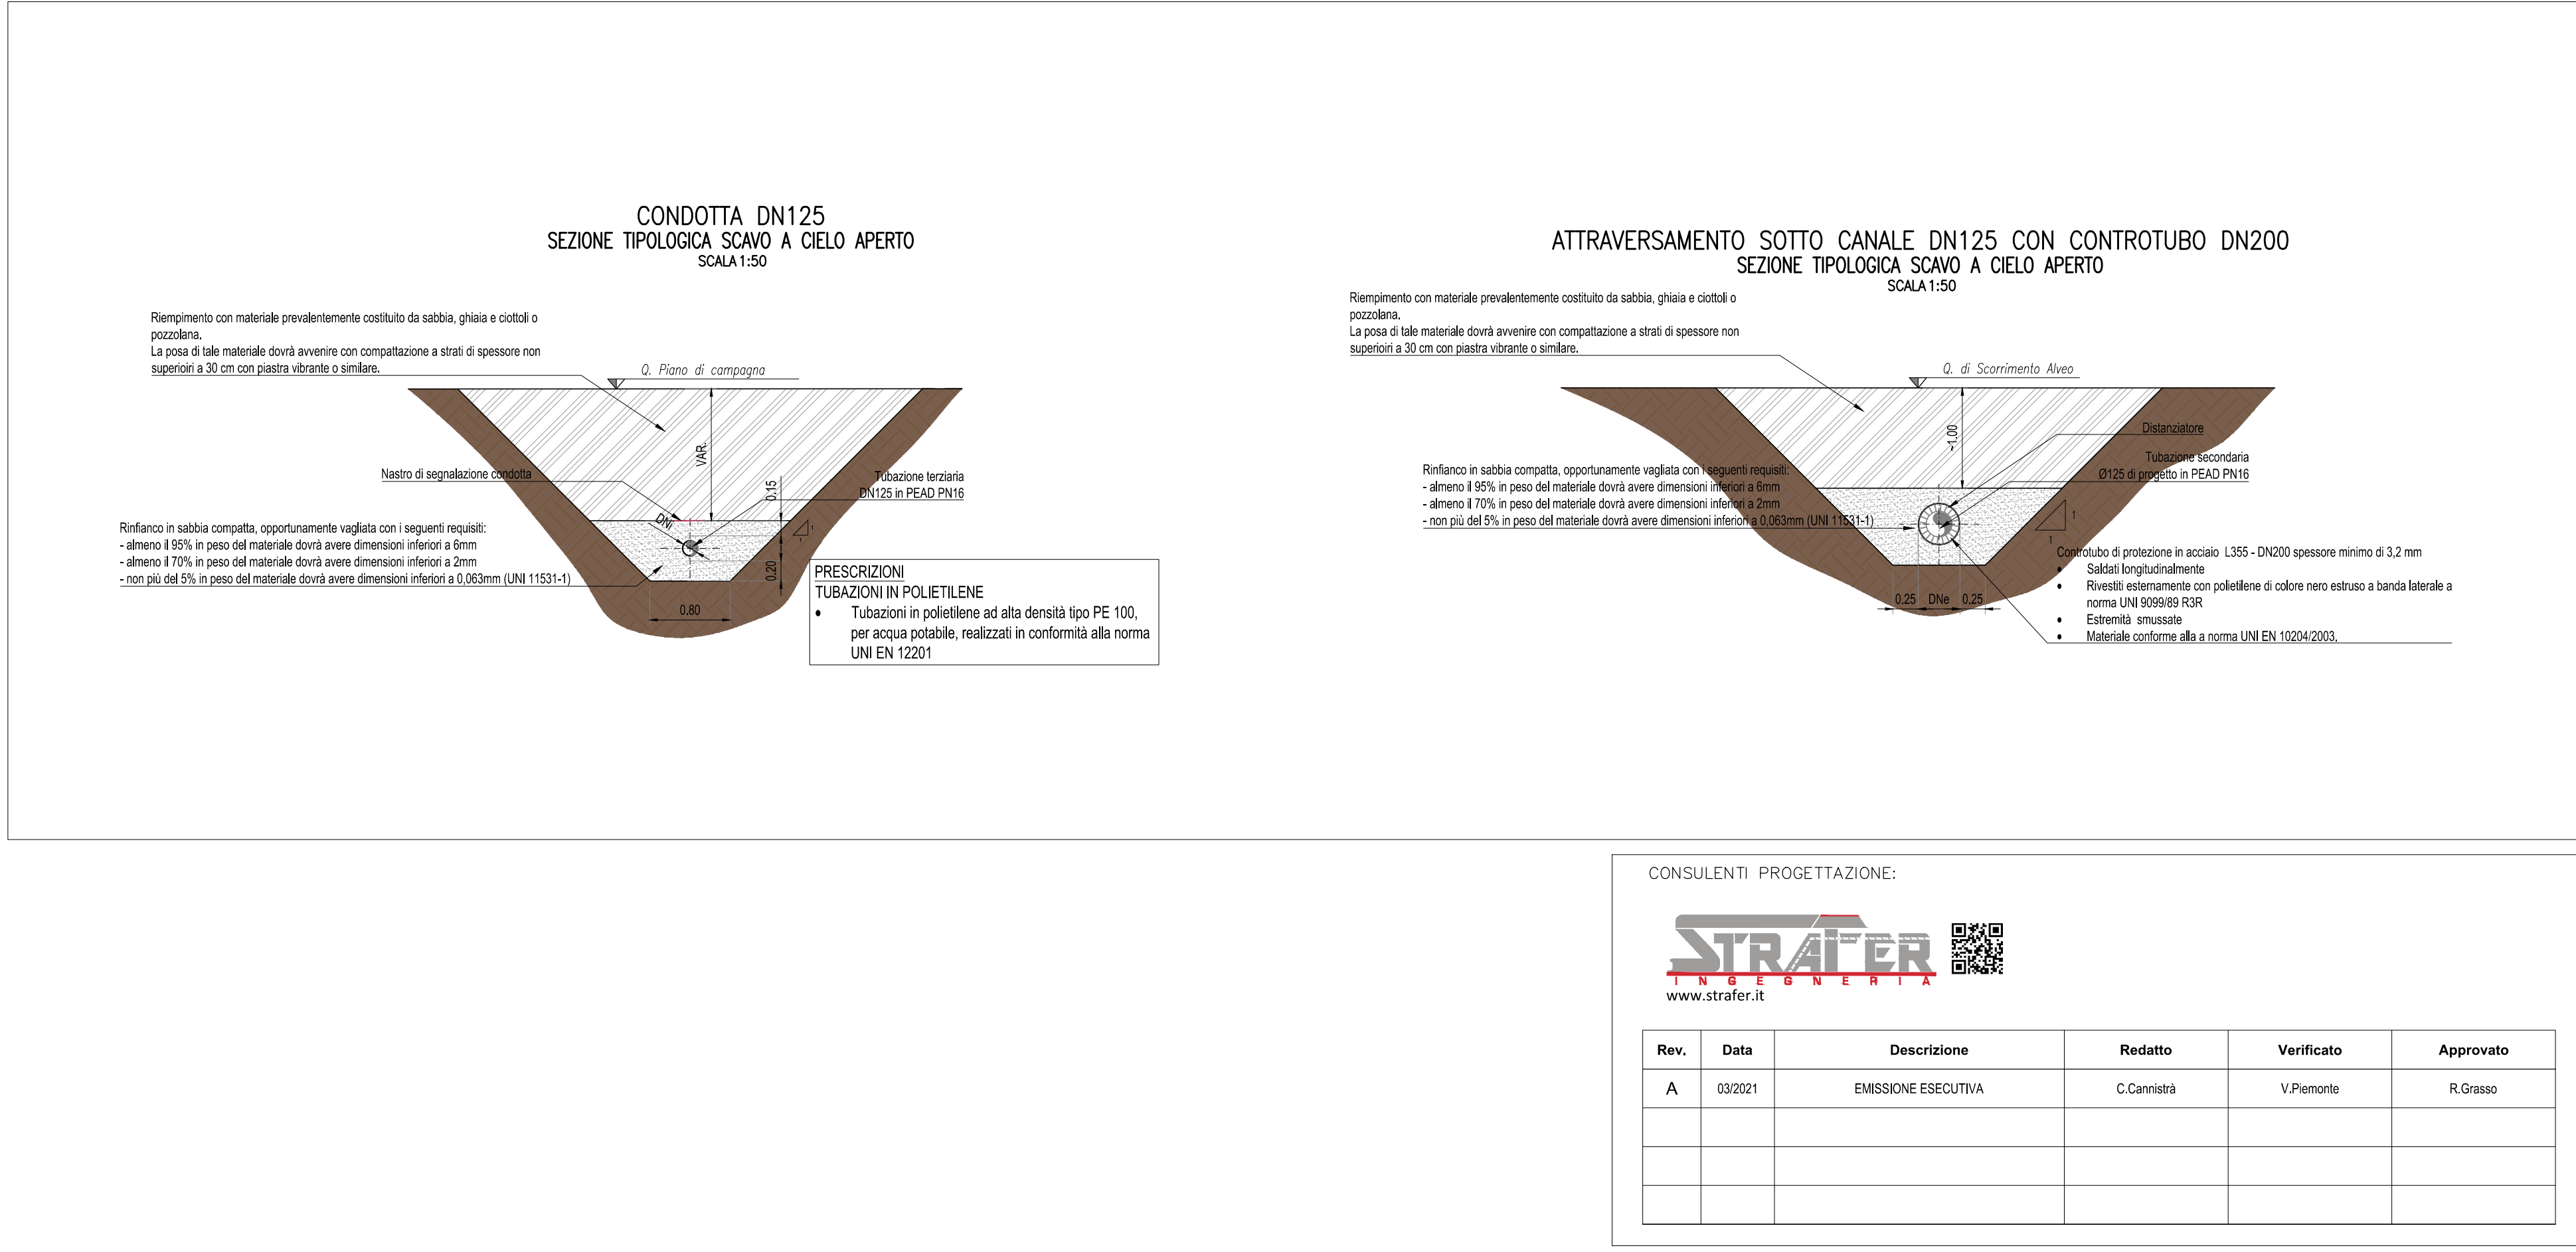 CONDOTTA DN125
SEZIONE TIPOLOGICA SCAVO A CIELO APERTO
SCALA 1:50
Riempimento con materiale prevalentemente costituito da sabbia, ghiaia e ciottoli o
pozzolana.
La posa di tale materiale dovrà avvenire con compattazione a strati di spessore non
superioiri a 30 cm con piastra vibrante o similare.
Q. Piano di campagna
VAR.
Nastro di segnalazione condotta
Tubazione terziaria
DN125 in PEAD PN16
0.15
DNi
1
1
Rinfianco in sabbia compatta, opportunamente vagliata con i seguenti requisiti:
- almeno il 95% in peso del materiale dovrà avere dimensioni inferiori a 6mm
- almeno il 70% in peso del materiale dovrà avere dimensioni inferiori a 2mm
- non più del 5% in peso del materiale dovrà avere dimensioni inferiori a 0,063mm (UNI 11531-1)
0.20
0.80
PRESCRIZIONI
TUBAZIONI IN POLIETILENE
• Tubazioni in polietilene ad alta densità tipo PE 100,
per acqua potabile, realizzati in conformità alla norma
UNI EN 12201
ATTRAVERSAMENTO SOTTO CANALE DN125 CON CONTROTUBO DN200
SEZIONE TIPOLOGICA SCAVO A CIELO APERTO
SCALA 1:50
Riempimento con materiale prevalentemente costituito da sabbia, ghiaia e ciottoli o
pozzolana.
La posa di tale materiale dovrà avvenire con compattazione a strati di spessore non
superioiri a 30 cm con piastra vibrante o similare.
Q. di Scorrimento Alveo
~1.00
Distanziatore
Tubazione secondaria
Ø125 di progetto in PEAD PN16
Rinfianco in sabbia compatta, opportunamente vagliata con i seguenti requisiti:
- almeno il 95% in peso del materiale dovrà avere dimensioni inferiori a 6mm
- almeno il 70% in peso del materiale dovrà avere dimensioni inferiori a 2mm
- non più del 5% in peso del materiale dovrà avere dimensioni inferiori a 0,063mm (UNI 11531-1)
1
1
Controtubo di protezione in acciaio L355 - DN200 spessore minimo di 3,2 mm
• Saldati longitudinalmente
• Rivestiti esternamente con polietilene di colore nero estruso a banda laterale a
norma UNI 9099/89 R3R
• Estremità smussate
• Materiale conforme alla a norma UNI EN 10204/2003.
0.25 DNe 0.25
CONSULENTI PROGETTAZIONE:
STRAFER
INGEGNERIA
www.strafer.it
Rev. Data Descrizione Redatto Verificato Approvato
A 03/2021 EMISSIONE ESECUTIVA C.Cannistrà V.Piemonte R.Grasso